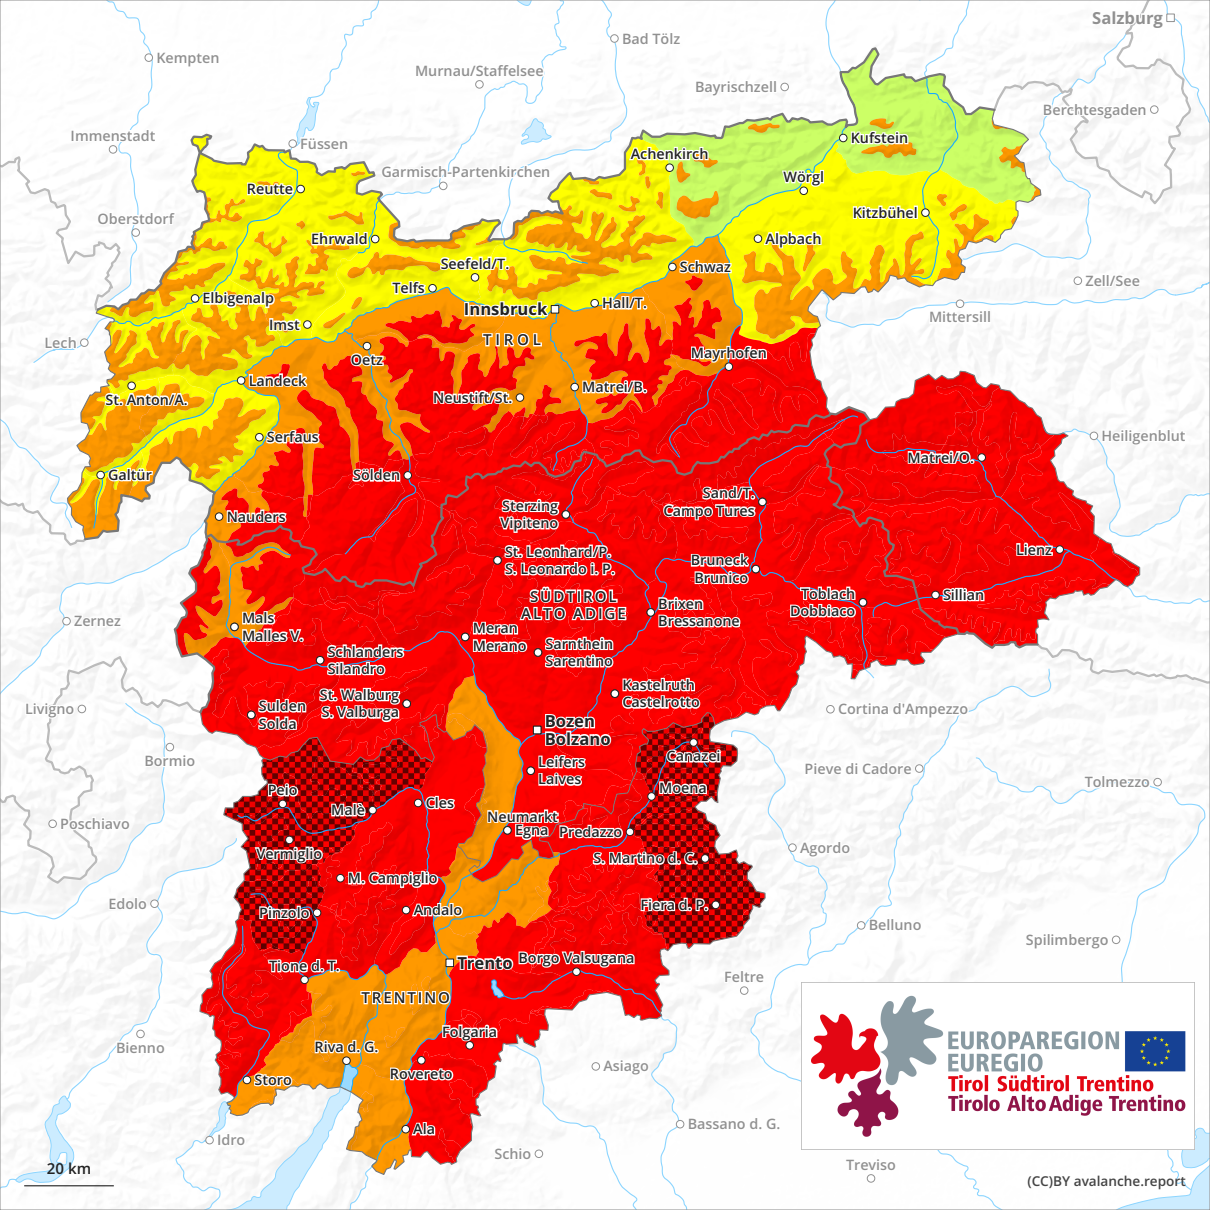 Salzburg
Bad Tölz
Kempten
Murnau/Staffelsee
Bayrischzell
Berchtesgaden
Immenstadt
Füssen
Kufstein
Achenkirch
Garmisch-Partenkirchen
Wörgl
Reutte
Oberstdorf
Kitzbühel
Ehrwald
Alpbach
Seefeld/T.
Schwaz
Zell/See
Telfs
Elbigenalp
Hall/T.
Innsbruck
Mittersill
Imst
TIROL
Lech
Oetz
Mayrhofen
Landeck
Matrei/B.
St. Anton/A.
Neustift/St.
Serfaus
Heiligenblut
Matrei/O.
Galtür
Sölden
Sand/T.
Campo Tures
Sterzing
Vipiteno
Nauders
St. Leonhard/P.
S. Leonardo i. P.
Lienz
Bruneck
Brunico
SÜDTIROL
ALTO ADIGE
Toblach
Dobbiaco
Sillian
Brixen
Bressanone
Zernez
Mals
Malles V.
Meran
Merano
Sarnthein
Sarentino
Schlanders
Silandro
Kastelruth
Castelrotto
St. Walburg
S. Valburga
Livigno
Sulden
Solda
Cortina d'Ampezzo
Bozen
Bolzano
Bormio
Canazei
Leifers
Laives
Pieve di Cadore
Tolmezzo
Peio
Moena
Malè
Cles
Neumarkt
Egna
Predazzo
Poschiavo
Vermiglio
Agordo
S. Martino d. C.
M. Campiglio
Edolo
Pinzolo
Andalo
Fiera d. P.
Belluno
Spilimbergo
Tione d. T.
Trento
Borgo Valsugana
Feltre
TRENTINO
Folgaria
Bienno
Riva d. G.
EUROPAREGION
EUREGIO
Tirol Südtirol Trentino
Tirolo Alto Adige Trentino
Storo
Rovereto
Asiago
Idro
Ala
Bassano d. G.
Schio
Treviso
20 km
(CC)BY avalanche.report